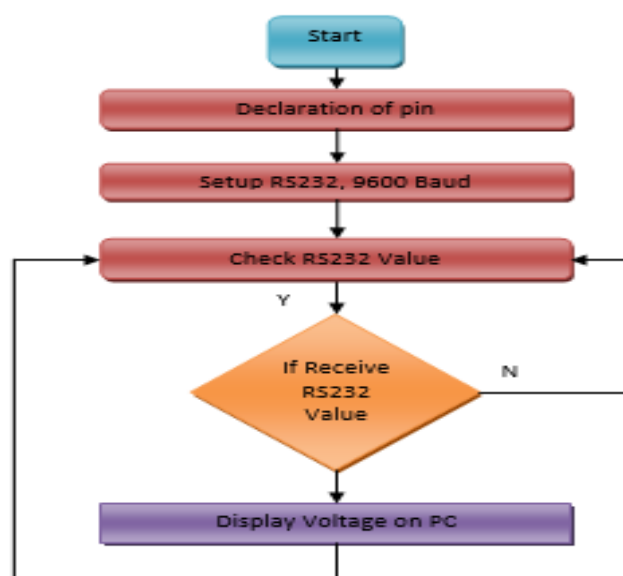 Start
Declaration of pin
Setup RS232, 9600 Baud
Check RS232 Value
Y
If Receive
RS232
Value
N
Display Voltage on PC